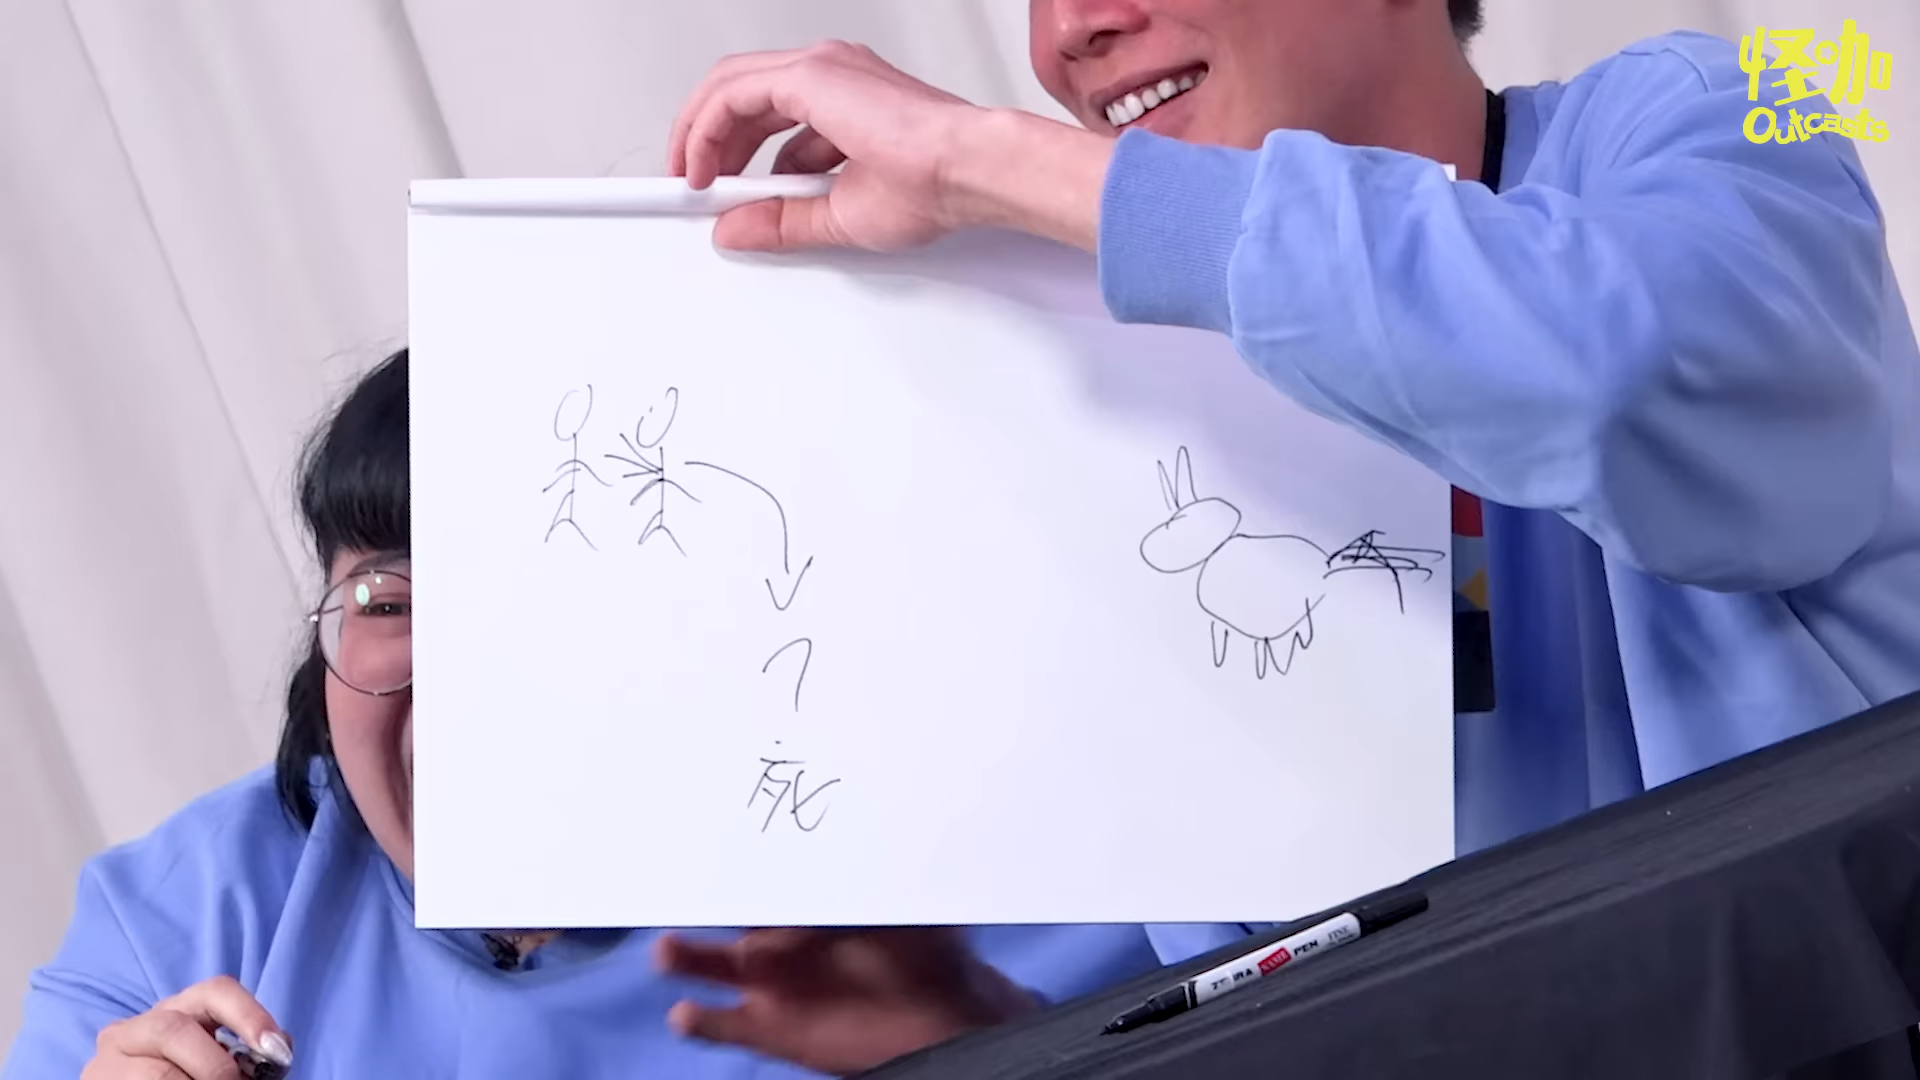 怪咖
Outcasts
?
死
ZEBRA NAME PEN FINE